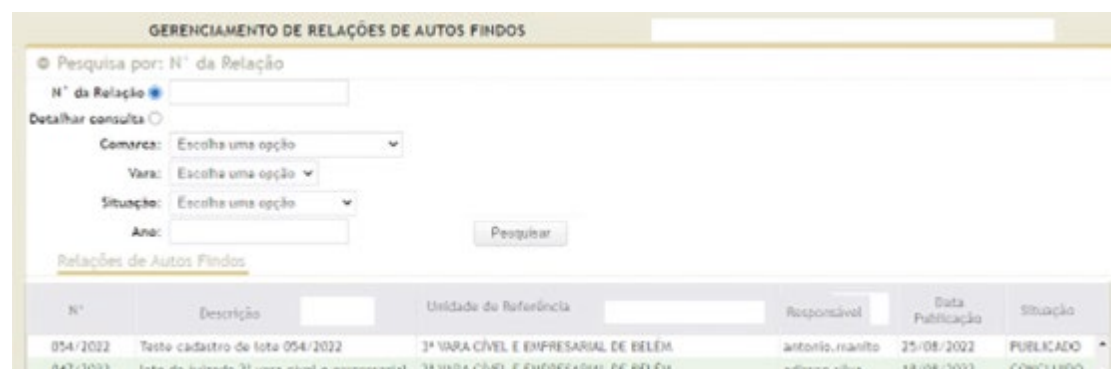 GERENCIAMENTO DE RELAÇÕES DE AUTOS FINDOS
Pesquisa por: N° da Relação
N° da Relação
Detalhar consulta
Comarca: Escolha uma opção
Vara: Escolha uma opção
Situação: Escolha uma opção
Ano: Pesquisar
Relações de Autos Findos
N° Descrição Unidade de Referência Responsável Data Publicação Situação
054/2022 Teste cadastro de lote 054/2022 VARA CÍVEL E EMPRESARIAL DE BELÉM antonio.manito 25/08/2022 PUBLICADO